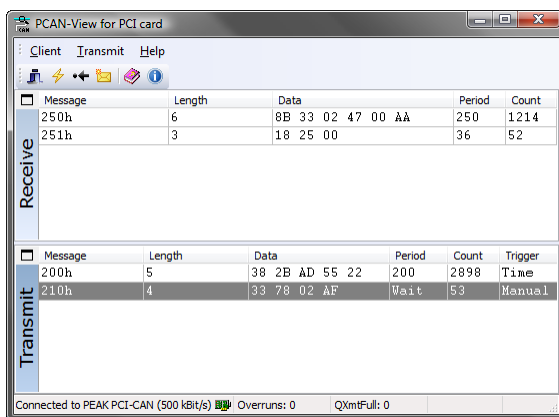 PCAN-View for PCI card
Client Transmit Help
Message Length Data Period Count
250h 6 8B 33 02 47 00 AA 250 1214
251h 3 18 25 00 36 52
Receive
Message Length Data Period Count Trigger
200h 5 38 2B AD 55 22 200 2898 Time
210h 4 33 78 02 AF Wait 53 Manual
Transmit
Connected to PEAK PCI-CAN (500 kBit/s) Overruns: 0 QXmtFull: 0